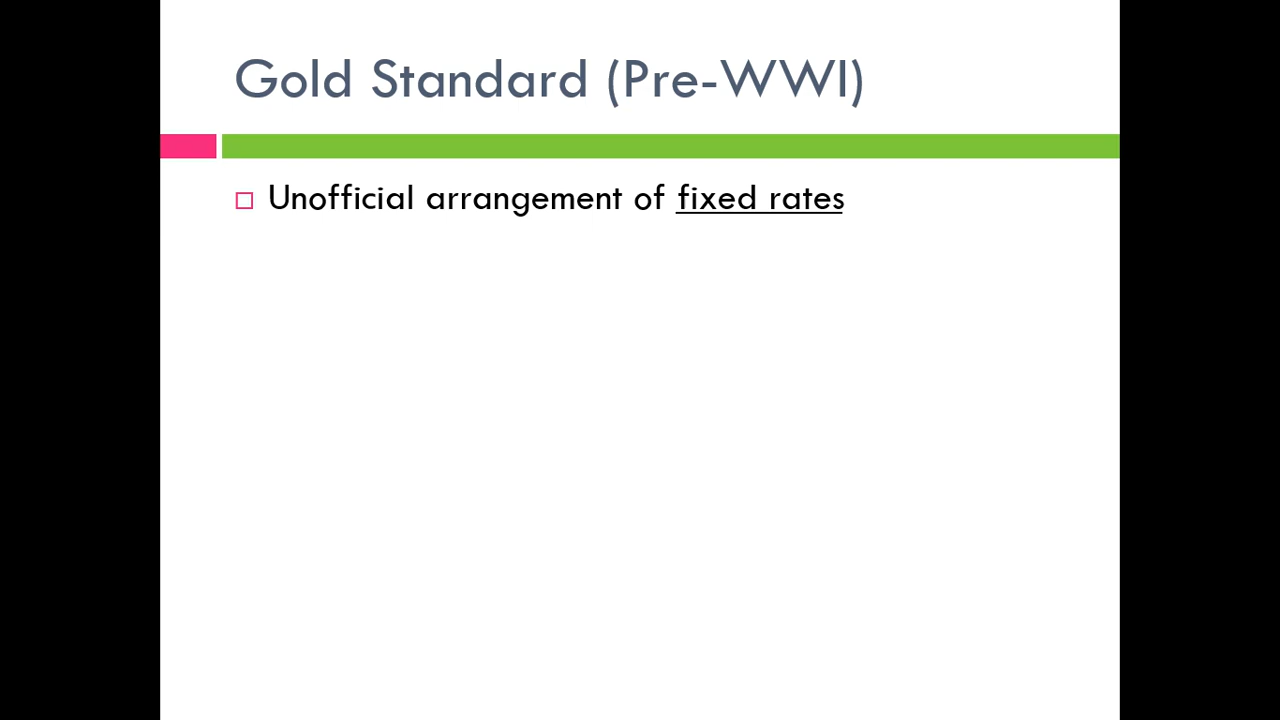 Gold Standard (Pre-WWI)
Unofficial arrangement of fixed rates